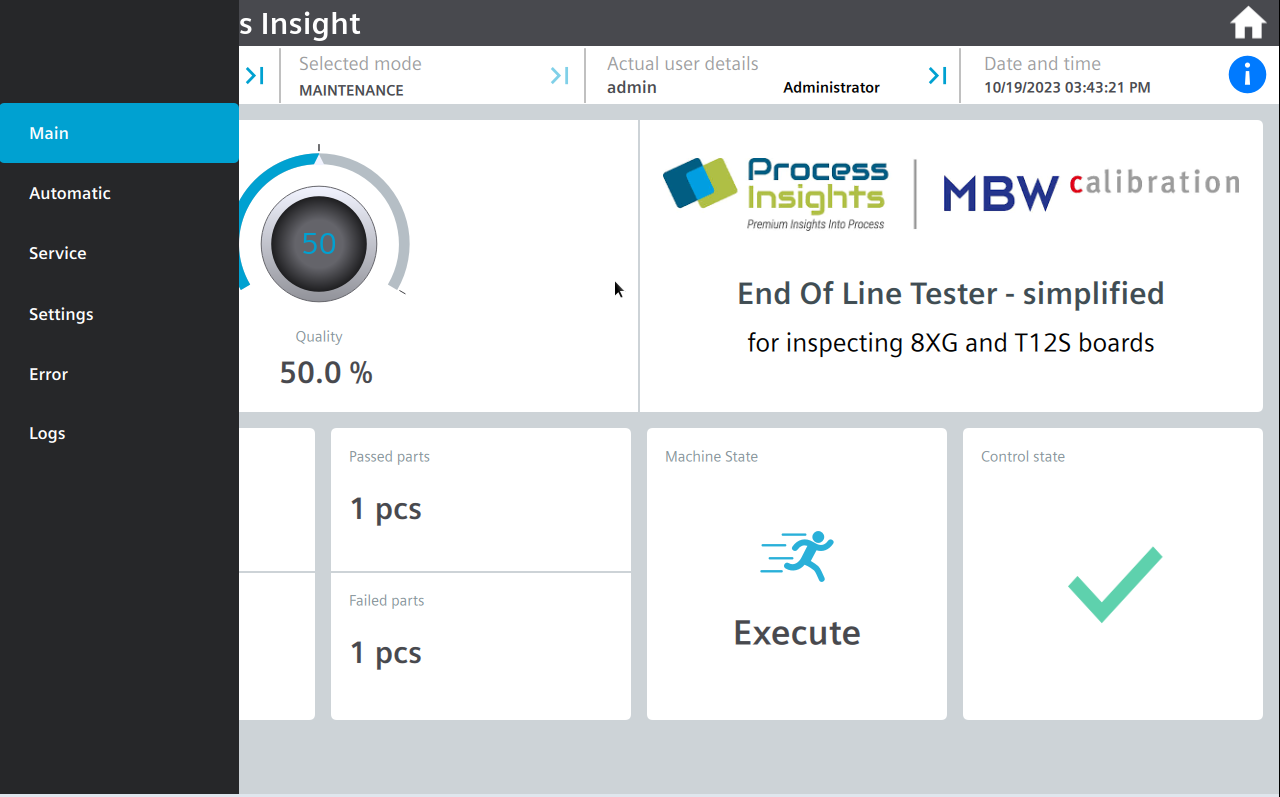 s Insight
Main
Automatic
Service
Settings
Error
Logs
Selected mode
MAINTENANCE
Actual user details
admin Administrator
Date and time
10/19/2023 03:43:21 PM
50
Quality
50.0 %
Process
Insights
Premium Insights Into Process
MBW calibration
End Of Line Tester - simplified
for inspecting 8XG and T12S boards
Passed parts
1 pcs
Failed parts
1 pcs
Machine State
Execute
Control state